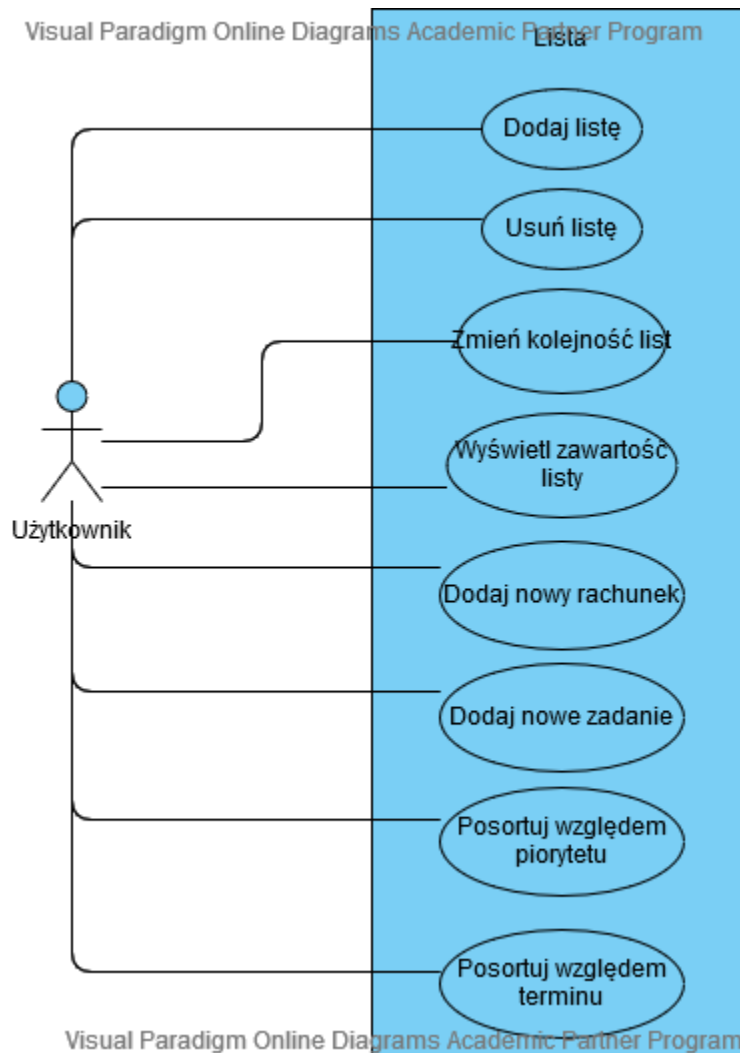 Visual Paradigm Online Diagrams Academic Partner Program
Lista
Dodaj listę
Usuń listę
Zmień kolejność list
Wyświetl zawartość
listy
Użytkownik
Dodaj nowy rachunek
Dodaj nowe zadanie
Posortuj względem
piorytetu
Posortuj względem
terminu
Visual Paradigm Online Diagrams Academic Partner Program